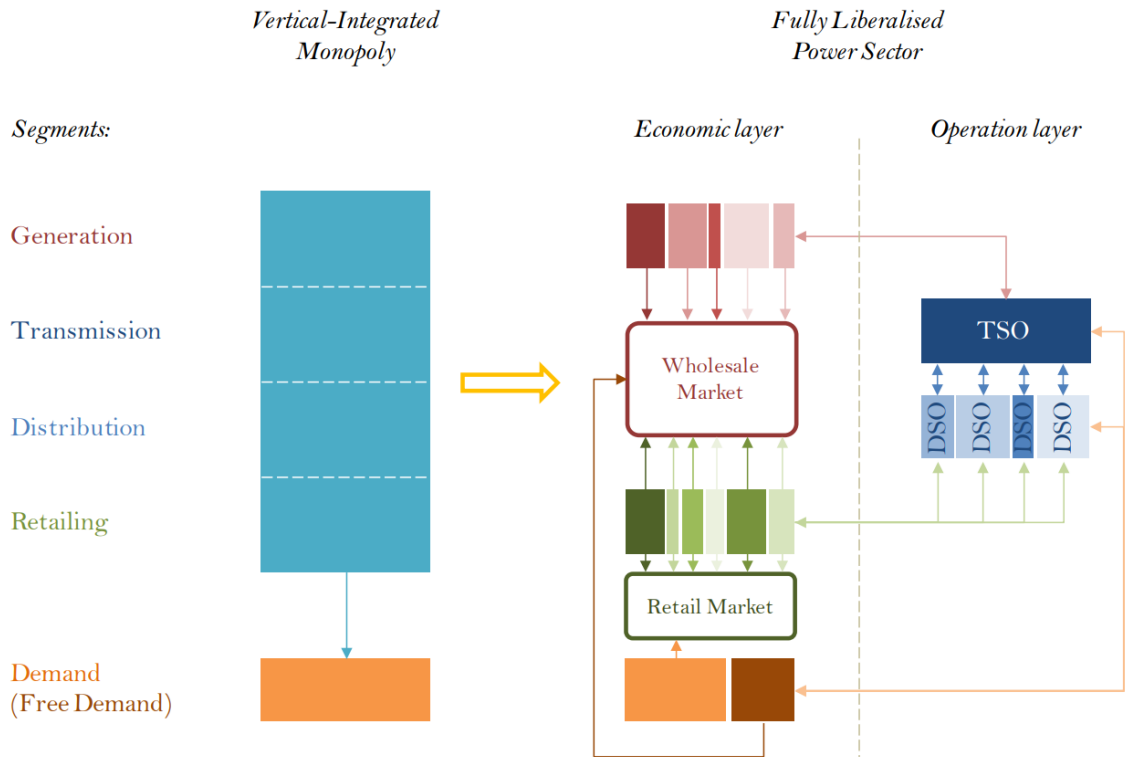 Vertical-Integrated
Monopoly
Fully Liberalised
Power Sector
Segments:
Economic layer
Operation layer
Generation
Transmission
TSO
Wholesale
Market
Distribution
DSO
DSO
DSO
DSO
Retailing
Retail Market
Demand
(Free Demand)